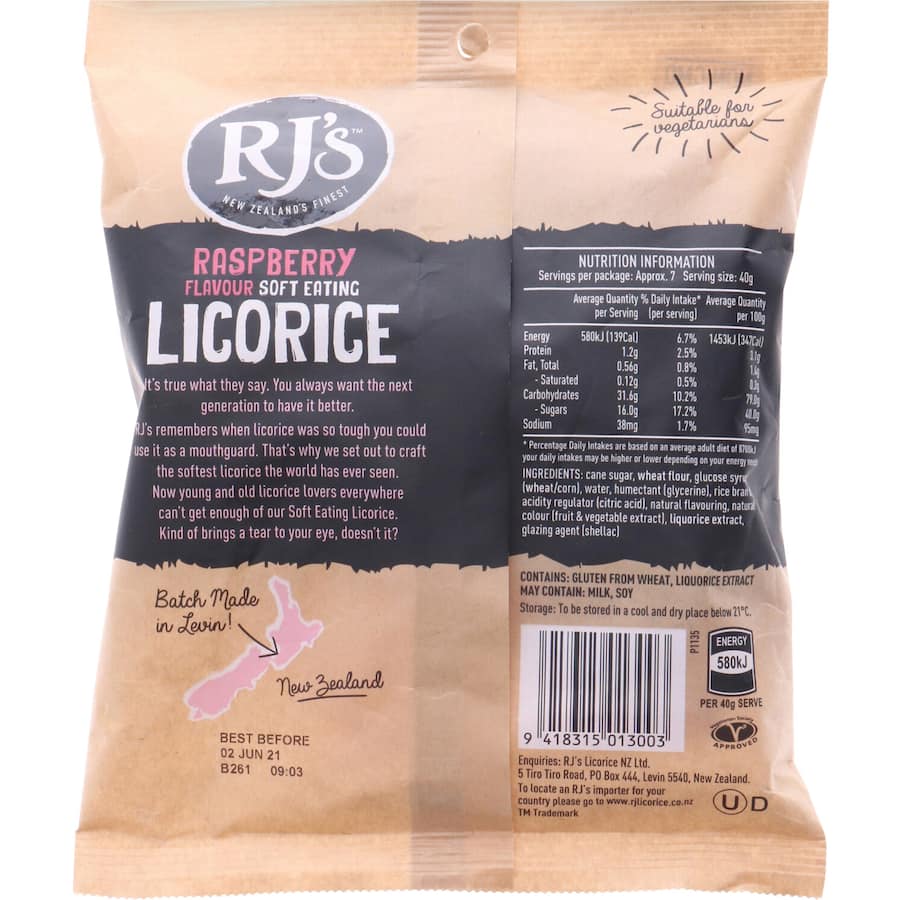 RJ's™
NEW ZEALAND'S FINEST
RASPBERRY
FLAVOUR SOFT EATING
LICORICE
It's true what they say. You always want the next
generation to have it better.
RJ's remembers when licorice was so tough you could
use it as a mouthguard. That's why we set out to craft
the softest licorice the world has ever seen.
Now young and old licorice lovers everywhere
can't get enough of our Soft Eating Licorice.
Kind of brings a tear to your eye, doesn't it?
Batch Made
in Levin!
New Zealand
BEST BEFORE
02 JUN 21
B261 09:03
Suitable for
vegetarians
NUTRITION INFORMATION
Servings per package: Approx. 7 Serving size: 40g
Average Quantity % Daily Intake* Average Quantity
per Serving (per serving) per 100g
Energy 580kJ (139Cal) 6.7% 1453kJ (347Cal)
Protein 1.2g 2.5% 3.1g
Fat, Total 0.56g 0.8% 1.4g
- Saturated 0.12g 0.5% 0.3g
Carbohydrates 31.6g 10.2% 79.0g
- Sugars 16.0g 17.2% 40.0g
Sodium 38mg 1.7% 95mg
* Percentage Daily Intakes are based on an average adult diet of 8700kJ
your daily intakes may be higher or lower depending on your energy
INGREDIENTS: cane sugar, wheat flour, glucose
(wheat/corn), water, humectant (glycerine), rice bran
acidity regulator (citric acid), natural flavouring, natural
colour (fruit & vegetable extract), liquorice extract,
glazing agent (shellac)
CONTAINS: GLUTEN FROM WHEAT, LIQUORICE EXTRACT
MAY CONTAIN: MILK, SOY
Storage: To be stored in a cool and dry place below 21°C.
P1135
ENERGY
580kJ
PER 40g SERVE
Vegetarian Society
APPROVED
9 418315 013003
Enquiries: RJ's Licorice NZ Ltd.
5 Tiro Tiro Road, PO Box 444, Levin 5540, New Zealand.
To locate an RJ's importer for your
country please go to www.rjlicorice.co.nz
TM Trademark
U D